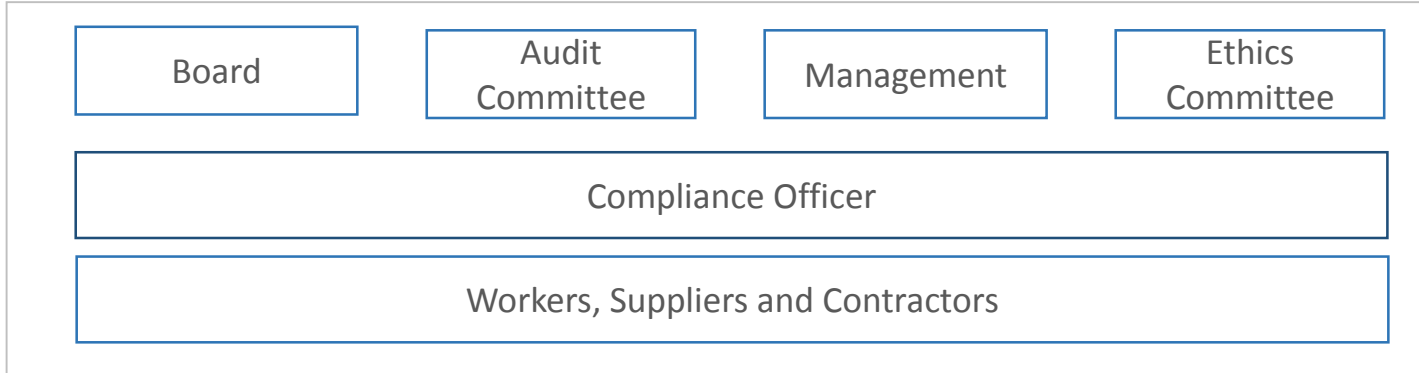 Board
Audit
Committee
Management
Ethics
Committee
Compliance Officer
Workers, Suppliers and Contractors